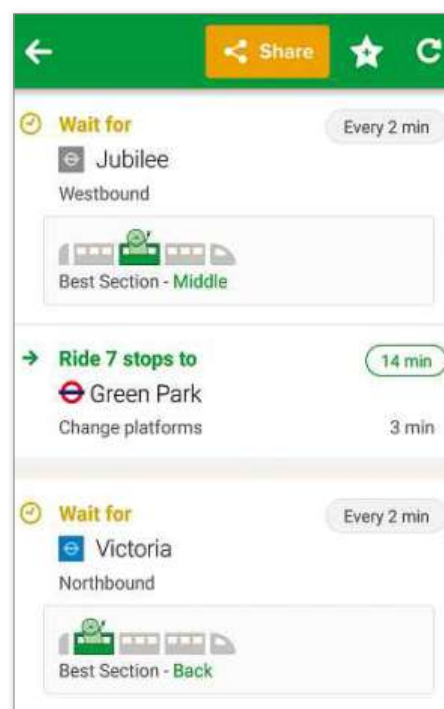 Share
Wait for
Every 2 min
Jubilee
Westbound
Best Section - Middle
Ride 7 stops to
14 min
Green Park
Change platforms
3 min
Wait for
Every 2 min
Victoria
Northbound
Best Section - Back